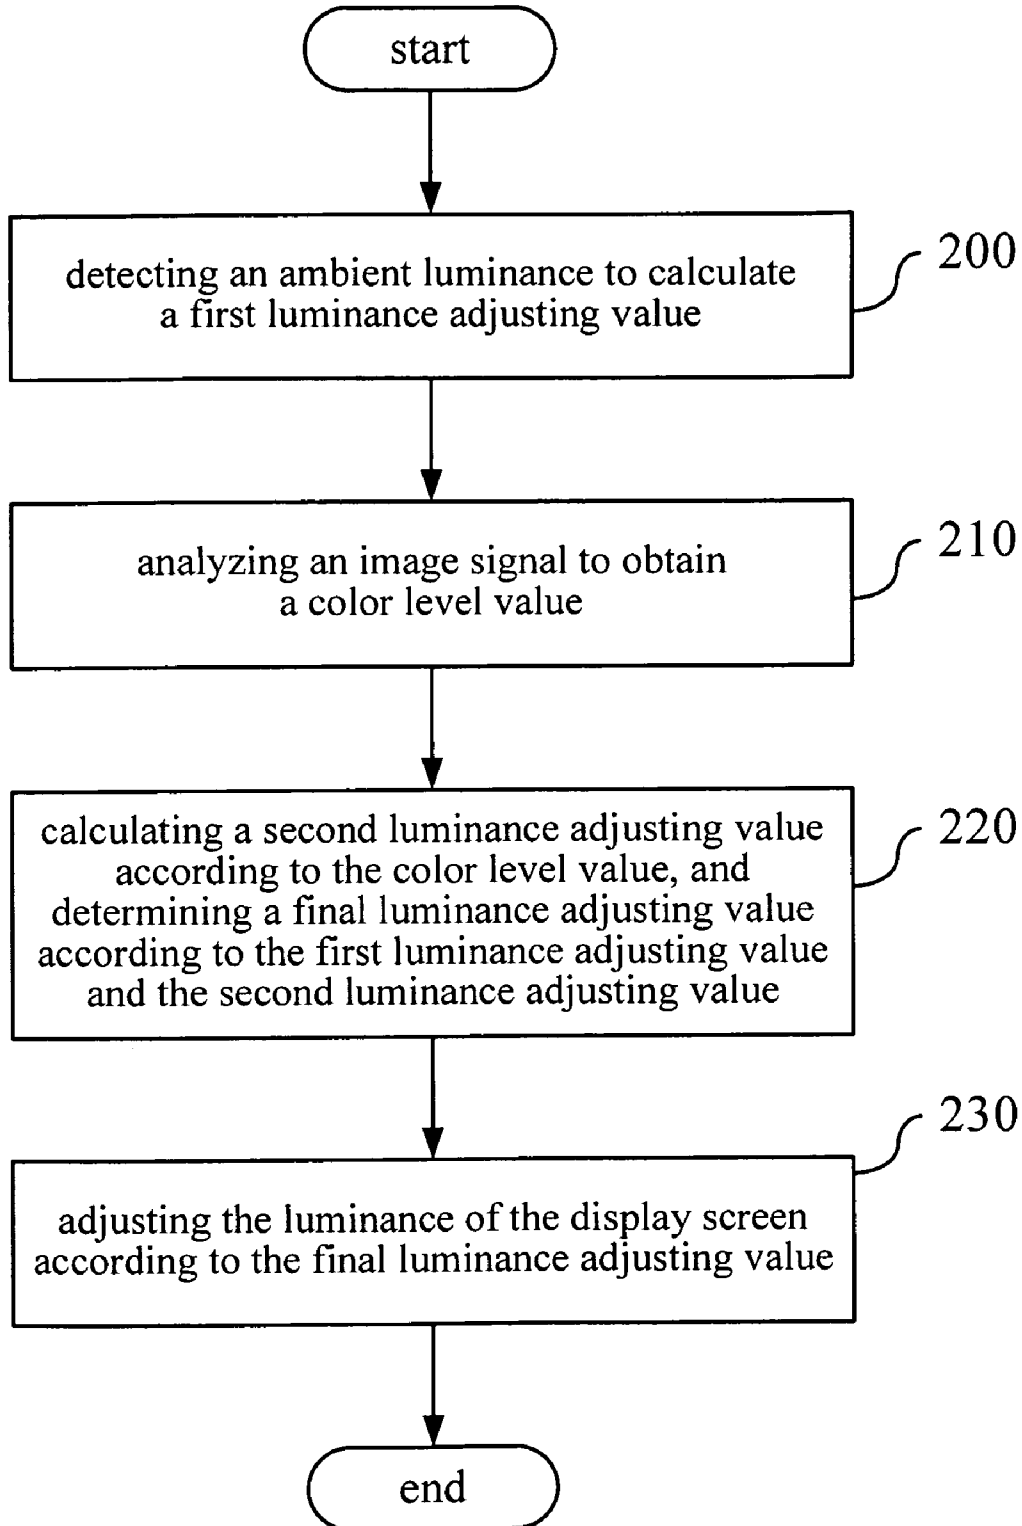 start
detecting an ambient luminance to calculate
a first luminance adjusting value
200
analyzing an image signal to obtain
a color level value
210
calculating a second luminance adjusting value
according to the color level value, and
determining a final luminance adjusting value
according to the first luminance adjusting value
and the second luminance adjusting value
220
adjusting the luminance of the display screen
according to the final luminance adjusting value
230
end